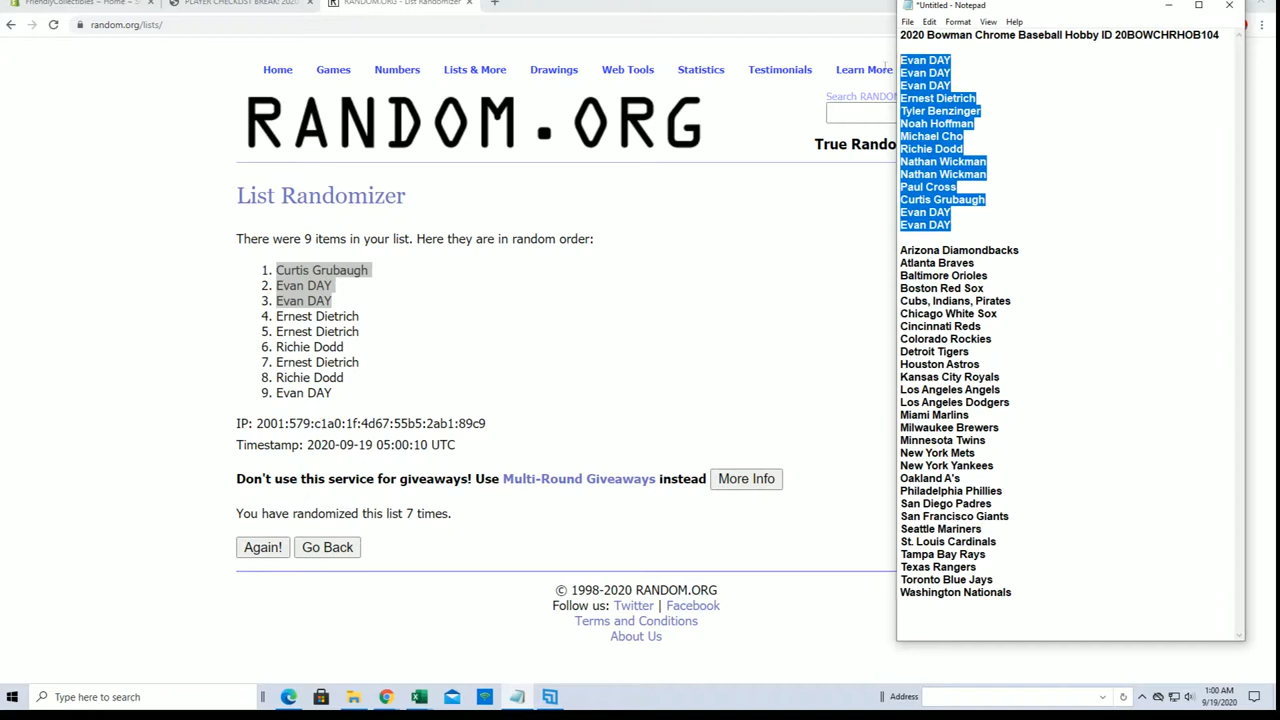 FriendlyCollectibles – Home – S
PLAYER CHECKLIST BREAK: 2020
RANDOM.ORG - List Randomizer
random.org/lists/
Home Games Numbers Lists & More Drawings Web Tools Statistics Testimonials Learn More
Search RANDO
RANDOM.ORG
True Rando
List Randomizer
There were 9 items in your list. Here they are in random order:
1. Curtis Grubaugh
2. Evan DAY
3. Evan DAY
4. Ernest Dietrich
5. Ernest Dietrich
6. Richie Dodd
7. Ernest Dietrich
8. Richie Dodd
9. Evan DAY
IP: 2001:579:c1a0:1f:4d67:55b5:2ab1:89c9
Timestamp: 2020-09-19 05:00:10 UTC
Don't use this service for giveaways! Use Multi-Round Giveaways instead More Info
You have randomized this list 7 times.
Again! Go Back
© 1998-2020 RANDOM.ORG
Follow us: Twitter | Facebook
Terms and Conditions
About Us
*Untitled - Notepad
File Edit Format View Help
2020 Bowman Chrome Baseball Hobby ID 20BOWCHRHOB104
Evan DAY
Evan DAY
Evan DAY
Ernest Dietrich
Tyler Benzinger
Noah Hoffman
Michael Cho
Richie Dodd
Nathan Wickman
Nathan Wickman
Paul Cross
Curtis Grubaugh
Evan DAY
Evan DAY
Arizona Diamondbacks
Atlanta Braves
Baltimore Orioles
Boston Red Sox
Cubs, Indians, Pirates
Chicago White Sox
Cincinnati Reds
Colorado Rockies
Detroit Tigers
Houston Astros
Kansas City Royals
Los Angeles Angels
Los Angeles Dodgers
Miami Marlins
Milwaukee Brewers
Minnesota Twins
New York Mets
New York Yankees
Oakland A's
Philadelphia Phillies
San Diego Padres
San Francisco Giants
Seattle Mariners
St. Louis Cardinals
Tampa Bay Rays
Texas Rangers
Toronto Blue Jays
Washington Nationals
Type here to search
Address
1:00 AM
9/19/2020